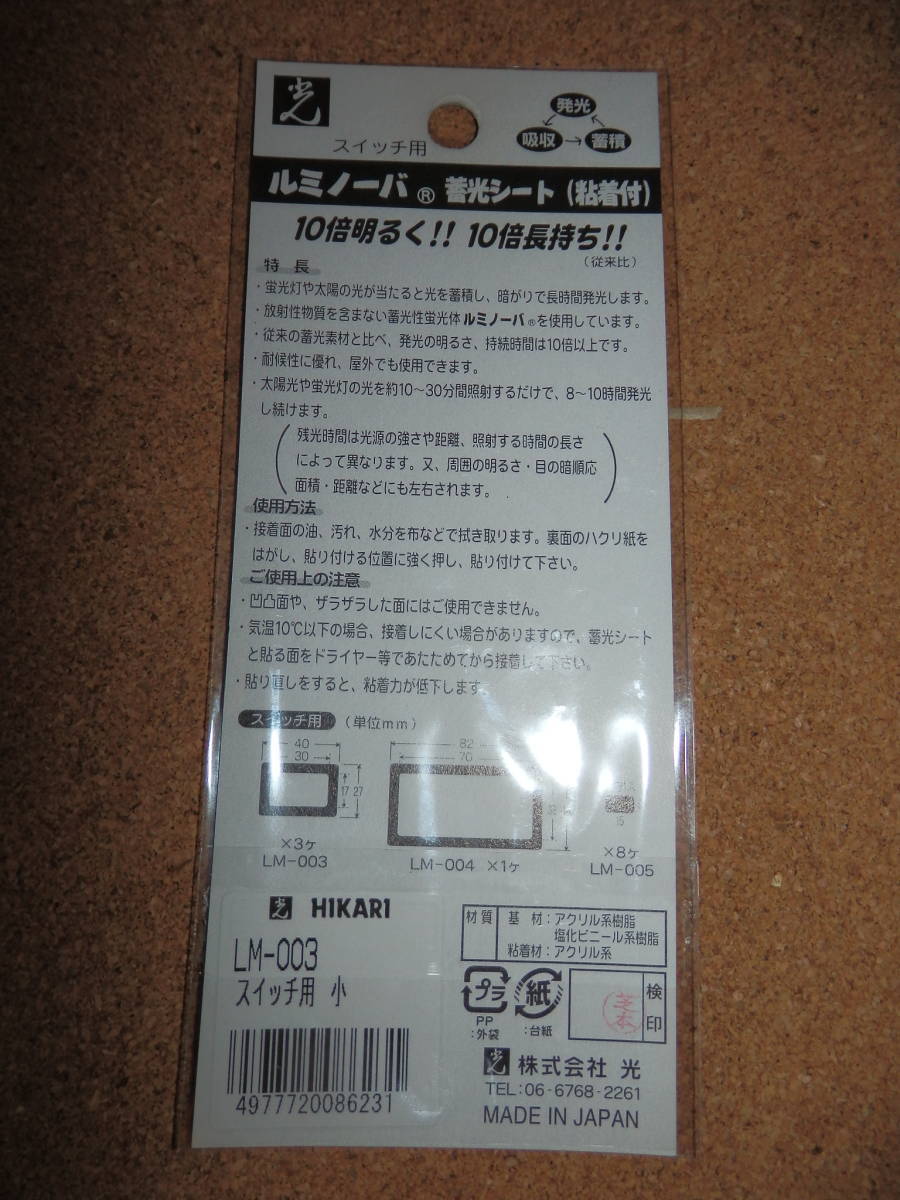 光
スイッチ用
発光
吸収→蓄積
ルミノーバ® 蓄光シート(粘着付)
10倍明るく!! 10倍長持ち!!
(従来比)
特 長
・蛍光灯や太陽の光が当たると光を蓄積し、暗がりで長時間発光します。
・放射性物質を含まない蓄光性蛍光体ルミノーバ®を使用しています。
・従来の蓄光素材と比べ、発光の明るさ、持続時間は10倍以上です。
・耐候性に優れ、屋外でも使用できます。
・太陽光や蛍光灯の光を約10〜30分間照射するだけで、8〜10時間発光
し続けます。
残光時間は光源の強さや距離、照射する時間の長さ
によって異なります。又、周囲の明るさ・目の暗順応
面積・距離などにも左右されます。
使用方法
・接着面の油、汚れ、水分を布などで拭き取ります。裏面のハクリ紙を
はがし、貼り付ける位置に強く押し、貼り付けて下さい。
ご使用上の注意
・凹凸面や、ザラザラした面にはご使用できません。
・気温10℃以下の場合、接着しにくい場合がありますので、蓄光シート
と貼る面をドライヤー等であたためてから接着して下さい。
・貼り直しをすると、粘着力が低下します。
スイッチ用 (単位mm)
40
30
17 27
×3ヶ
LM-003
82
70
LM-004 ×1ヶ
15
×8ヶ
LM-005
光 HIKARI
LM-003
スイッチ用 小
4977720086231
材質 基 材:アクリル系樹脂
塩化ビニール系樹脂
粘着材:アクリル系
プラ
PP
:外袋
紙
:台紙
検印
光 株式会社 光
TEL:06-6768-2261
MADE IN JAPAN